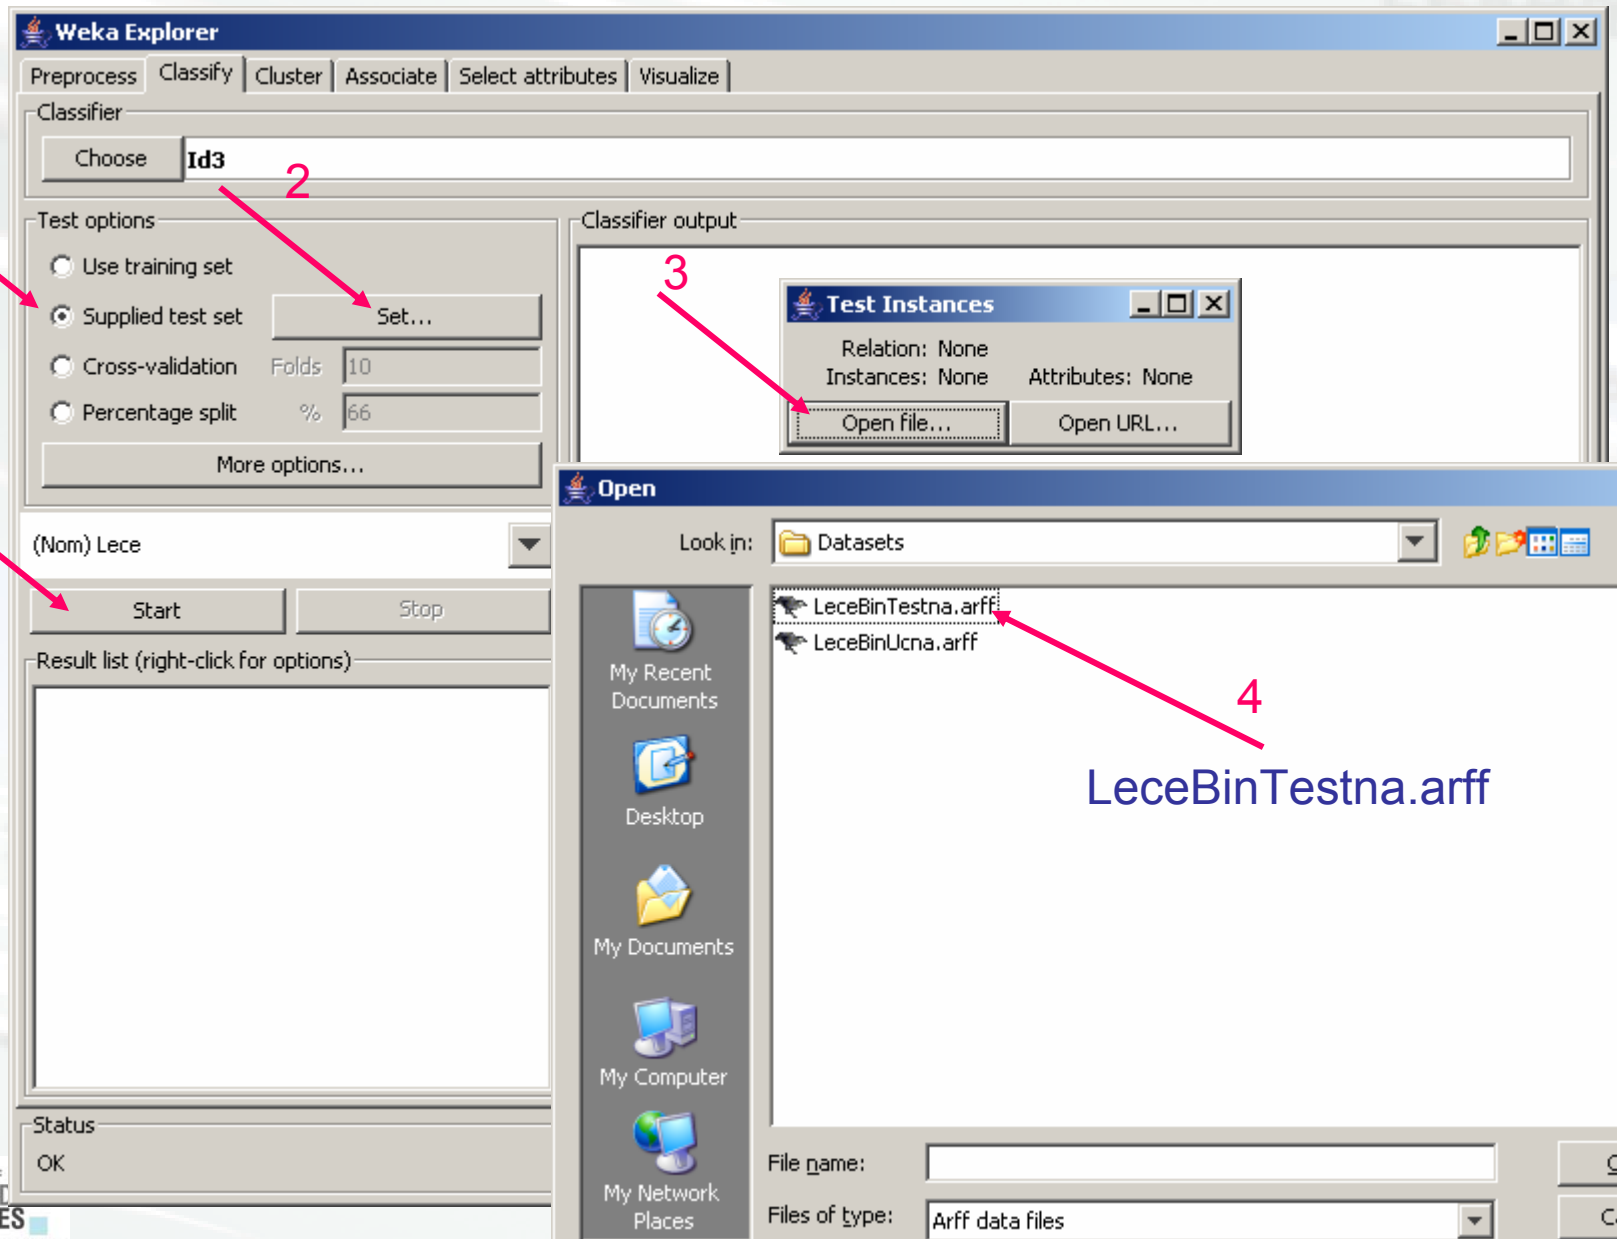 Weka Explorer
Preprocess Classify Cluster Associate Select attributes Visualize
Classifier
Choose Id3
2
Test options
Use training set
Supplied test set Set...
Cross-validation Folds 10
Percentage split % 66
More options...
(Nom) Lece
Start Stop
Result list (right-click for options)
Status
OK
Classifier output
3
Test Instances
Relation: None
Instances: None Attributes: None
Open file... Open URL...
Open
Look in: Datasets
LeceBinTestna.arff
LeceBinUcna.arff
4
LeceBinTestna.arff
My Recent
Documents
Desktop
My Documents
My Computer
My Network
Places
File name:
Files of type: Arff data files
ES